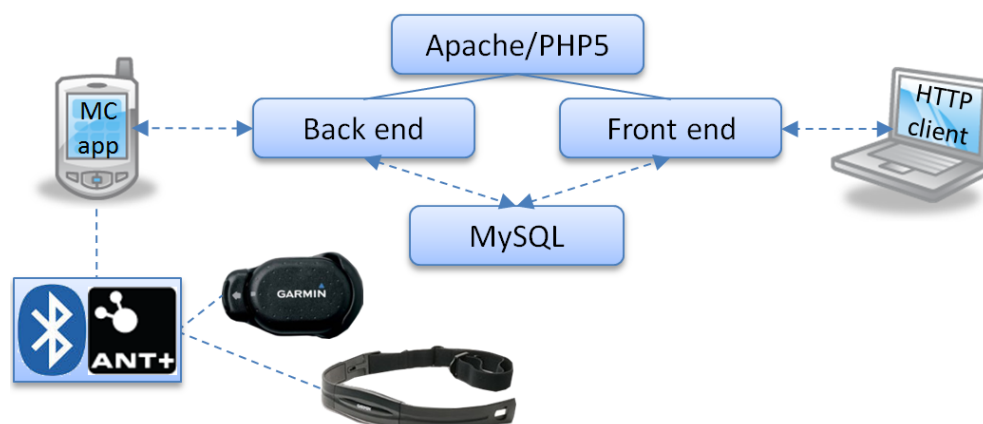 Apache/PHP5
MC
app
Back end
Front end
HTTP
client
MySQL
GARMIN
ANT+